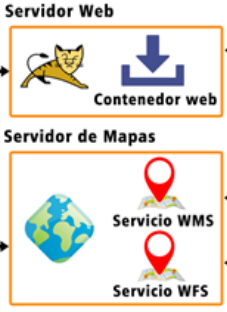 Servidor Web
Contenedor web
Servidor de Mapas
Servicio WMS
Servicio WFS